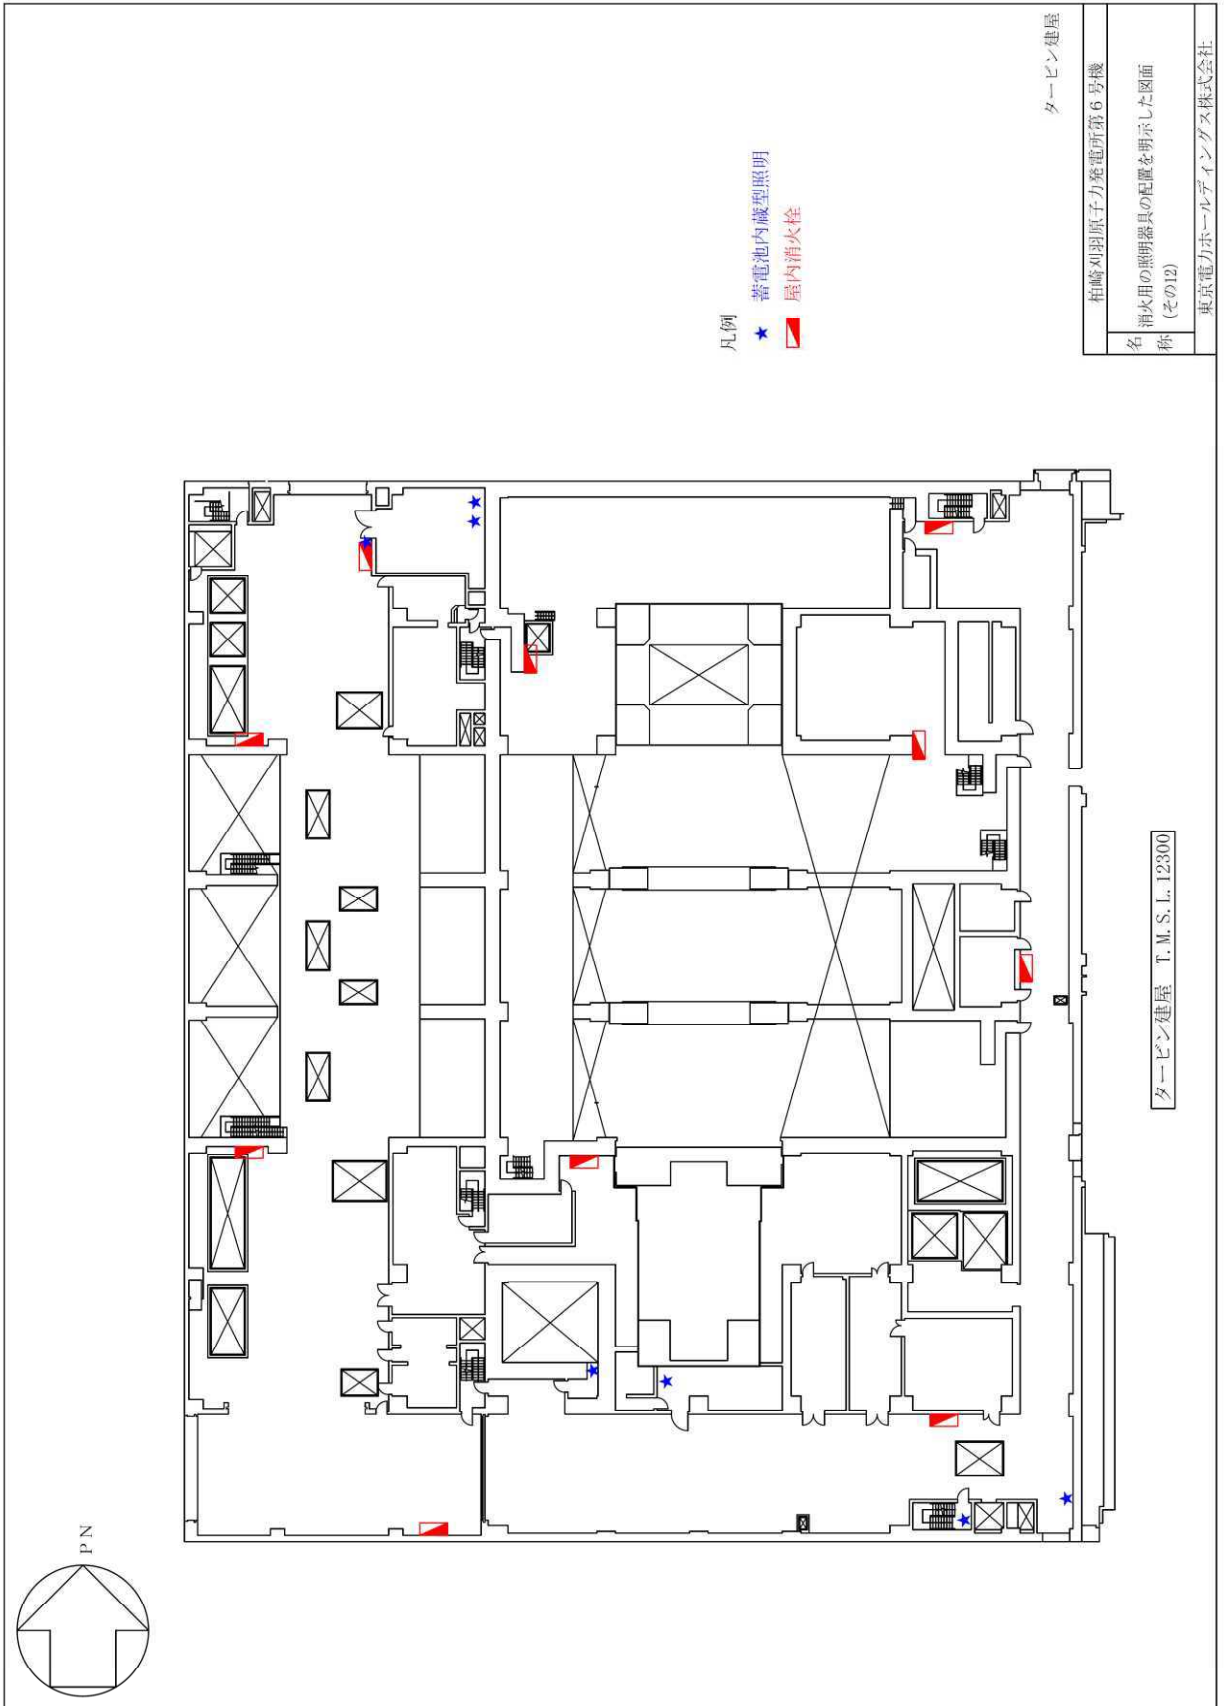 PN
凡例
★ 蓄電池内蔵型照明
屋内消火栓
タービン建屋 T.M.S.L.12300
タービン建屋
柏崎刈羽原子力発電所第6号機
名称
消火用の照明器具の配置を明示した図面
(その12)
東京電力ホールディングス株式会社